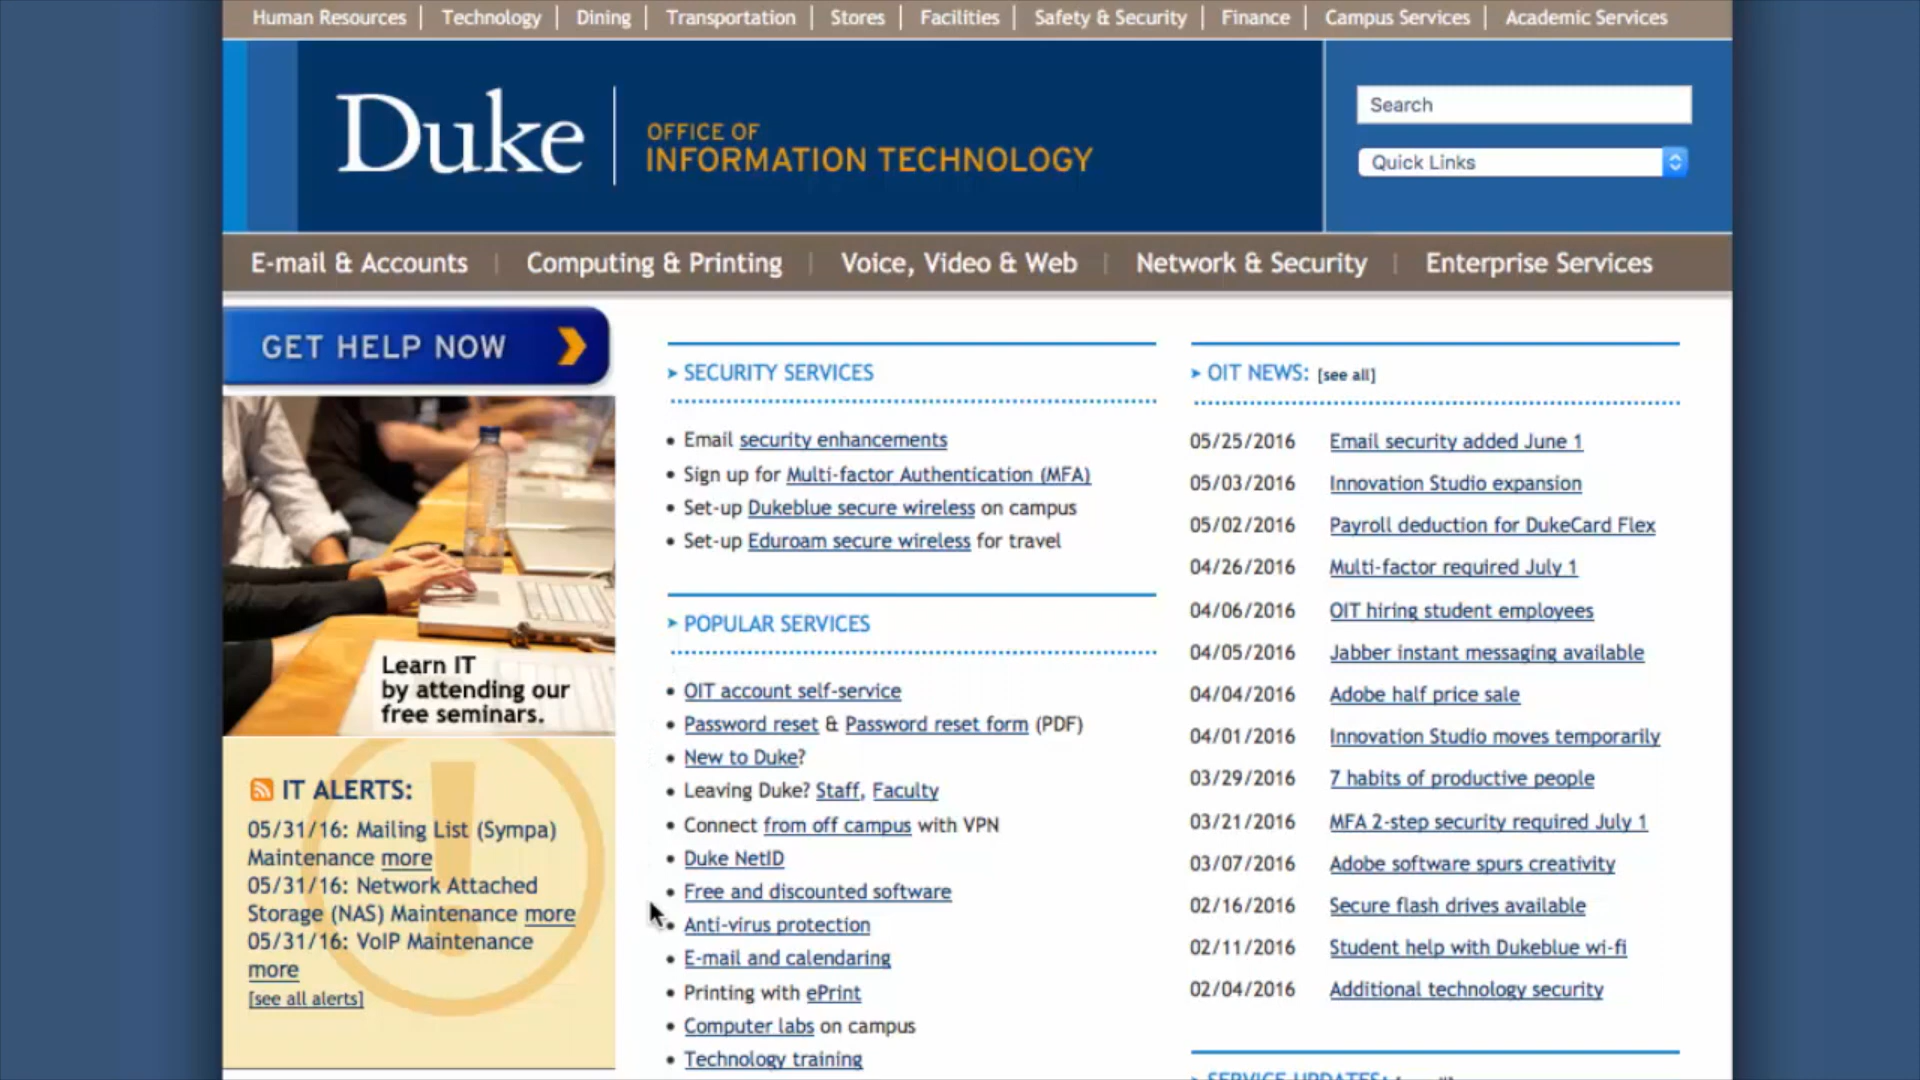 Human Resources | Technology | Dining | Transportation | Stores | Facilities | Safety & Security | Finance | Campus Services | Academic Services
Duke
OFFICE OF
INFORMATION TECHNOLOGY
Search
Quick Links
E-mail & Accounts | Computing & Printing | Voice, Video & Web | Network & Security | Enterprise Services
GET HELP NOW
Learn IT
by attending our
free seminars.
IT ALERTS:
05/31/16: Mailing List (Sympa)
Maintenance more
05/31/16: Network Attached
Storage (NAS) Maintenance more
05/31/16: VoIP Maintenance
more
[see all alerts]
SECURITY SERVICES
• Email security enhancements
• Sign up for Multi-factor Authentication (MFA)
• Set-up Dukeblue secure wireless on campus
• Set-up Eduroam secure wireless for travel
POPULAR SERVICES
• OIT account self-service
• Password reset & Password reset form (PDF)
• New to Duke?
• Leaving Duke? Staff, Faculty
• Connect from off campus with VPN
• Duke NetID
• Free and discounted software
• Anti-virus protection
• E-mail and calendaring
• Printing with ePrint
• Computer labs on campus
• Technology training
OIT NEWS: [see all]
05/25/2016 Email security added June 1
05/03/2016 Innovation Studio expansion
05/02/2016 Payroll deduction for DukeCard Flex
04/26/2016 Multi-factor required July 1
04/06/2016 OIT hiring student employees
04/05/2016 Jabber instant messaging available
04/04/2016 Adobe half price sale
04/01/2016 Innovation Studio moves temporarily
03/29/2016 7 habits of productive people
03/21/2016 MFA 2-step security required July 1
03/07/2016 Adobe software spurs creativity
02/16/2016 Secure flash drives available
02/11/2016 Student help with Dukeblue wi-fi
02/04/2016 Additional technology security
SERVICE UPDATES: